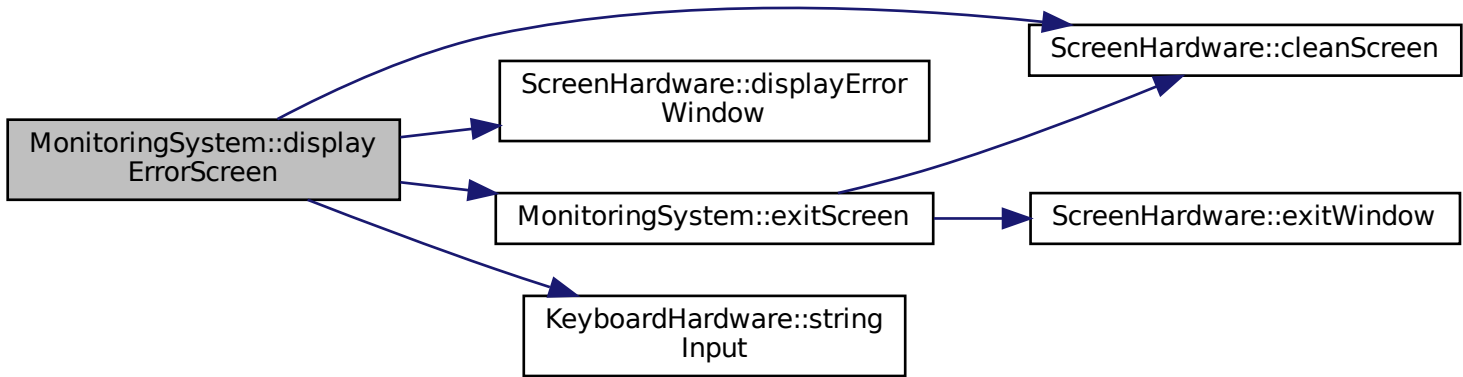 MonitoringSystem::display
ErrorScreen
ScreenHardware::cleanScreen
ScreenHardware::displayError
Window
MonitoringSystem::exitScreen
ScreenHardware::exitWindow
KeyboardHardware::string
Input